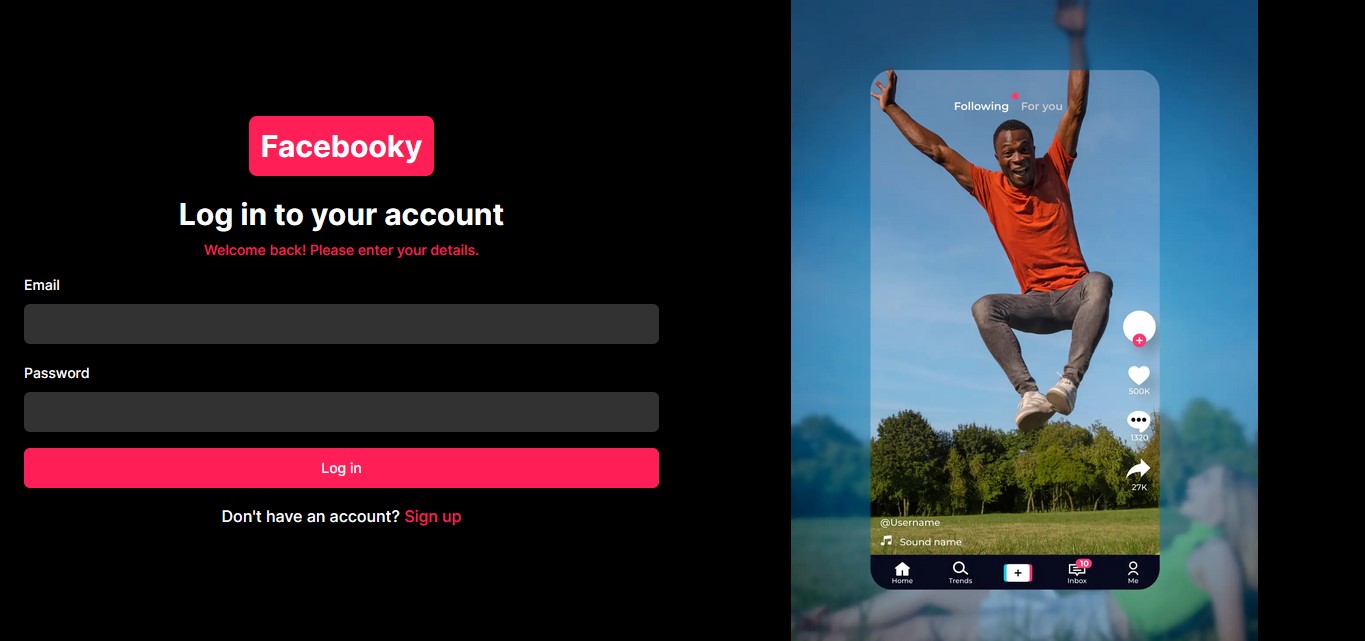 Facebooky
Log in to your account
Welcome back! Please enter your details.
Email
Password
Log in
Don't have an account? Sign up
Following For you
500K
1320
27K
@Username
Sound name
10
Home Trends Inbox Me